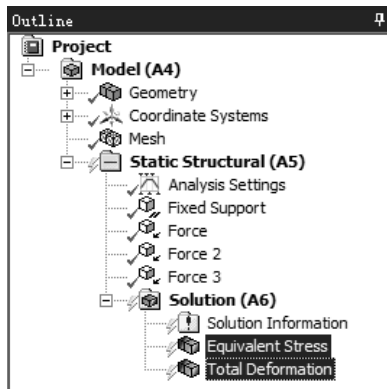 Outline
Project
Model (A4)
Geometry
Coordinate Systems
Mesh
Static Structural (A5)
Analysis Settings
Fixed Support
Force
Force 2
Force 3
Solution (A6)
Solution Information
Equivalent Stress
Total Deformation